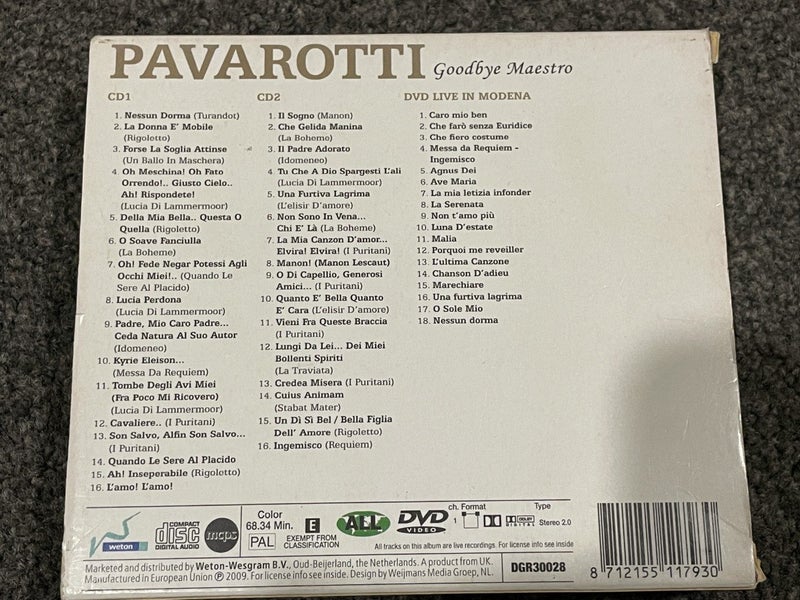 PAVAROTTI Goodbye Maestro
CD1
1. Nessun Dorma (Turandot)
2. La Donna E' Mobile
(Rigoletto)
3. Forse La Soglia Attinse
(Un Ballo In Maschera)
4. Oh Meschina! Oh Fato
Orrendo!.. Giusto Cielo..
Ah! Rispondete!
(Lucia Di Lammermoor)
5. Della Mia Bella.. Questa O
Quella (Rigoletto)
6. O Soave Fanciulla
(La Boheme)
7. Oh! Fede Negar Potessi Agli
Occhi Miei!.. (Quando Le
Sere Al Placido)
8. Lucia Perdona
(Lucia Di Lammermoor)
9. Padre, Mio Caro Padre...
Ceda Natura Al Suo Autor
(Idomeneo)
10. Kyrie Eleison...
(Messa Da Requiem)
11. Tombe Degli Avi Miei
(Fra Poco Mi Ricovero)
(Lucia Di Lammermoor)
12. Cavaliere.. (I Puritani)
13. Son Salvo, Alfin Son Salvo...
(I Puritani)
14. Quando Le Sere Al Placido
15. Ah! Inseperabile (Rigoletto)
16. L'amo! L'amo!
CD2
1. Il Sogno (Manon)
2. Che Gelida Manina
(La Bohemo)
3. Il Padre Adorato
(Idomeneo)
4. Tu Che A Dio Spargesti L'ali
(Lucia Di Lammermoor)
5. Una Furtiva Lagrima
(L'elisir D'amore)
6. Non Sono In Vena...
Chi E' Là (La Boheme)
7. La Mia Canzon D'amor...
Elvira! Elvira! (I Puritani)
8. Manon! (Manon Lescaut)
9. O Di Capellio, Generosi
Amici... (I Puritani)
10. Quanto E' Bella Quanto
E' Cara (L'elisir D'amore)
11. Vieni Fra Queste Braccia
(I Puritani)
12. Lungi Da Lei... Dei Miei
Bollenti Spiriti
(La Traviata)
13. Credea Misera (I Puritani)
14. Cuius Animam
(Stabat Mater)
15. Un Dì Sì Bel / Bella Figlia
Dell' Amore (Rigoletto)
16. Ingemisco (Requiem)
DVD LIVE IN MODENA
1. Caro mio ben
2. Che farò senza Euridice
3. Che fiero costume
4. Messa da Requiem -
Ingemisco
5. Agnus Dei
6. Ave Maria
7. La mia letizia infonder
8. La Serenata
9. Non t'amo più
10. Luna D'estate
11. Malia
12. Porquoi me reveiller
13. L'ultima Canzone
14. Chanson D'adieu
15. Marechiare
16. Una furtiva lagrima
17. O Sole Mio
18. Nessun dorma
weton
COMPACT
disc
DIGITAL AUDIO
mcps
Color
68.34 Min.
PAL
E
EXEMPT FROM
CLASSIFICATION
ALL
DVD
VIDEO
ch. Format
1
DOLBY
DIGITAL
Type
Stereo 2.0
All tracks on this album are live recordings. For license info see inside
Marketed and distributed by Weton-Wesgram B.V., Oud-Beijerland, the Netherlands. A product from UK.
Manufactured in European Union ℗ 2009. For license info see inside. Design by Weijmans Media Groep, NL.
DGR30028
8 712155 117930